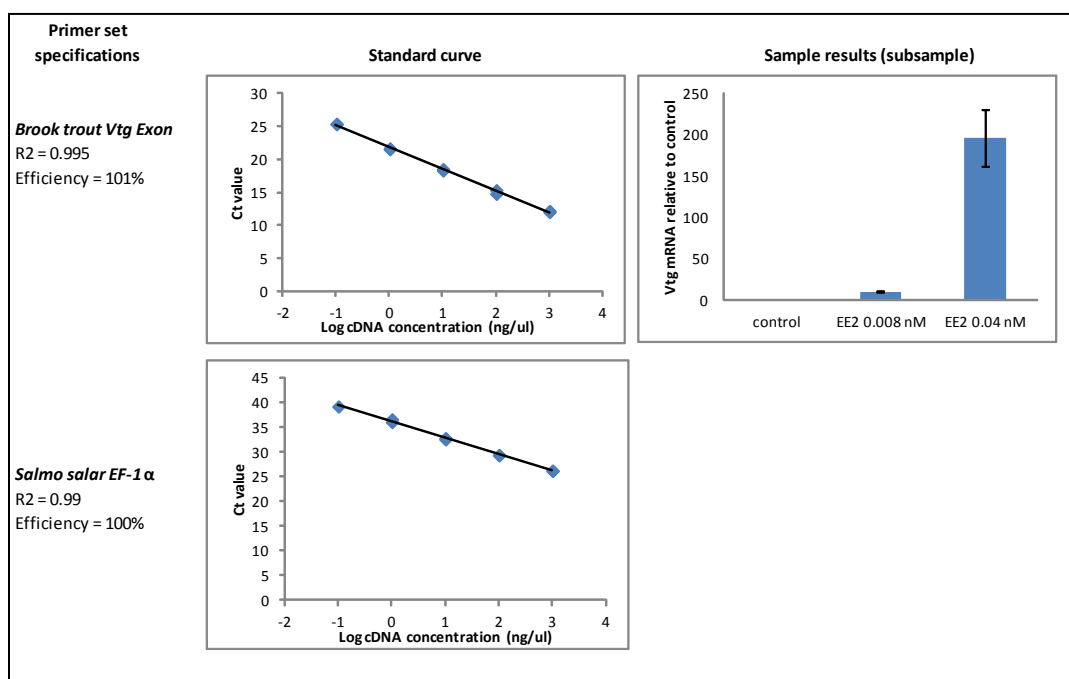 Primer set
specifications
Standard curve
Sample results (subsample)
Brook trout Vtg Exon
R2 = 0.995
Efficiency = 101%
30
25
20
15
10
5
0
-2 -1 0 1 2 3 4
Ct value
Log cDNA concentration (ng/ul)
250
200
150
100
50
0
Vtg mRNA relative to control
control EE2 0.008 nM EE2 0.04 nM
Salmo salar EF-1 α
R2 = 0.99
Efficiency = 100%
45
40
35
30
25
20
15
10
5
0
-2 -1 0 1 2 3 4
Ct value
Log cDNA concentration (ng/ul)